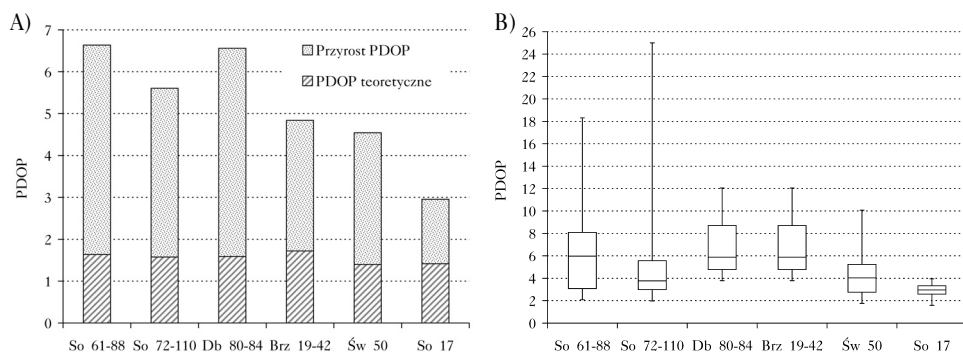 A)
PDOP
7
6
5
4
3
2
1
0
Przyrost PDOP
PDOP teoretyczne
So 61-88 So 72-110 Db 80-84 Brz 19-42 Św 50 So 17
B)
PDOP
26
24
22
20
18
16
14
12
10
8
6
4
2
0
So 61-88 So 72-110 Db 80-84 Brz 19-42 Św 50 So 17